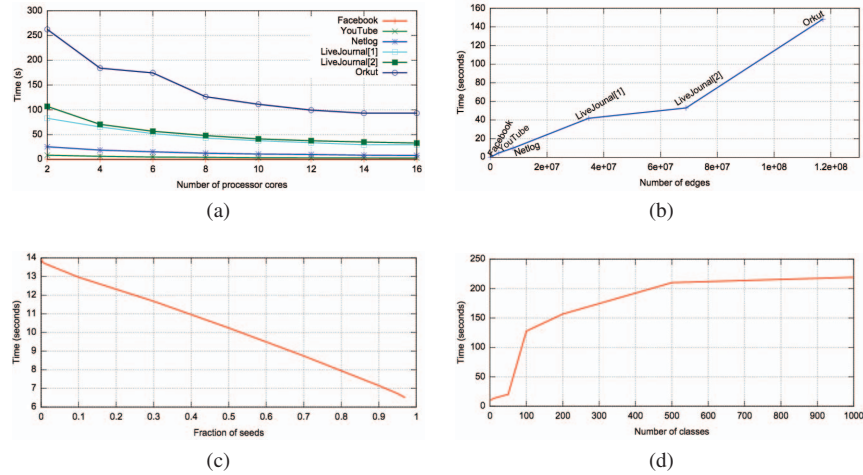 300
250
200
150
100
50
0
Time (s)
Facebook
YouTube
Netlog
LiveJournal[1]
LiveJournal[2]
Orkut
2 4 6 8 10 12 14 16
Number of processor cores
(a)
160
140
120
100
80
60
40
20
0
Time (seconds)
Facebook
YouTube
Netlog
LiveJounal[1]
LiveJounal[2]
Orkut
0 2e+07 4e+07 6e+07 8e+07 1e+08 1.2e+08
Number of edges
(b)
14
13
12
11
10
9
8
7
6
Time (seconds)
0 0.1 0.2 0.3 0.4 0.5 0.6 0.7 0.8 0.9 1
Fraction of seeds
(c)
250
200
150
100
50
0
Time (seconds)
0 100 200 300 400 500 600 700 800 900 1000
Number of classes
(d)